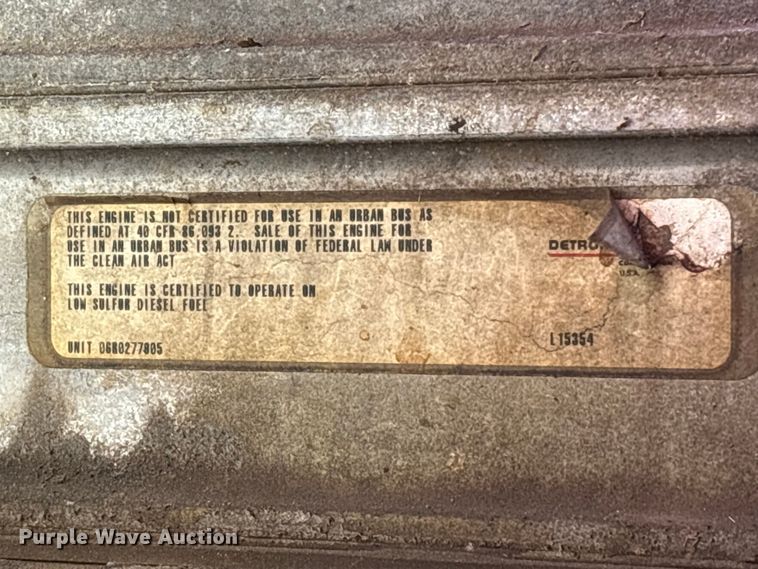 THIS ENGINE IS NOT CERTIFIED FOR USE IN AN URBAN BUS AS
DEFINED AT 40 CFR 86.093 2. SALE OF THIS ENGINE FOR
USE IN AN URBAN BUS IS A VIOLATION OF FEDERAL LAW UNDER
THE CLEAN AIR ACT
THIS ENGINE IS CERTIFIED TO OPERATE ON
LOW SULFUR DIESEL FUEL
UNIT 06R0277805
DETRO
U.S.A.
L15354
Purple Wave Auction